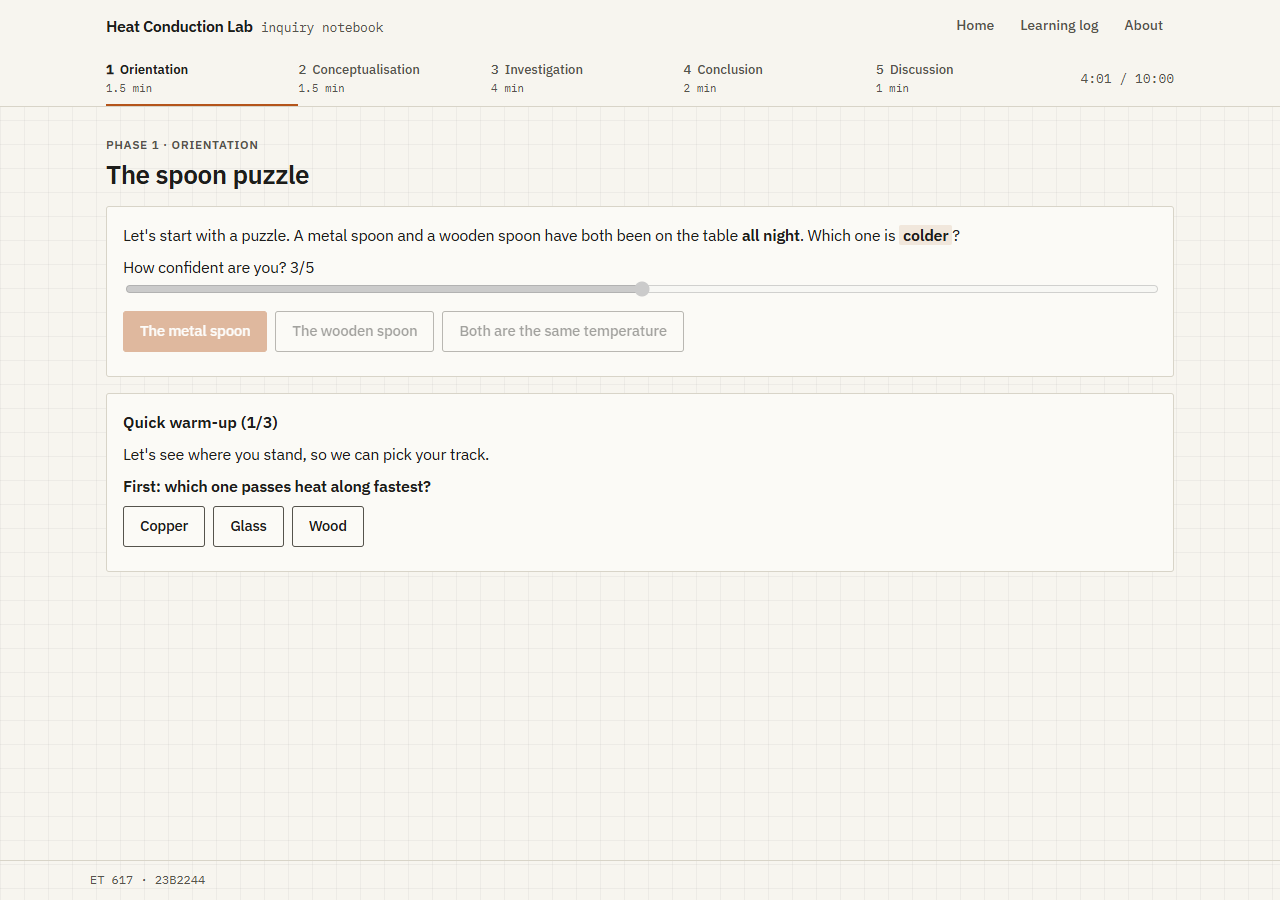 Heat Conduction Lab inquiry notebook
Home Learning log About
1 Orientation 2 Conceptualisation 3 Investigation 4 Conclusion 5 Discussion
1.5 min 1.5 min 4 min 2 min 1 min
4:01 / 10:00
PHASE 1 · ORIENTATION
The spoon puzzle
Let's start with a puzzle. A metal spoon and a wooden spoon have both been on the table all night. Which one is colder?
How confident are you? 3/5
The metal spoon The wooden spoon Both are the same temperature
Quick warm-up (1/3)
Let's see where you stand, so we can pick your track.
First: which one passes heat along fastest?
Copper Glass Wood
ET 617 · 23B2244